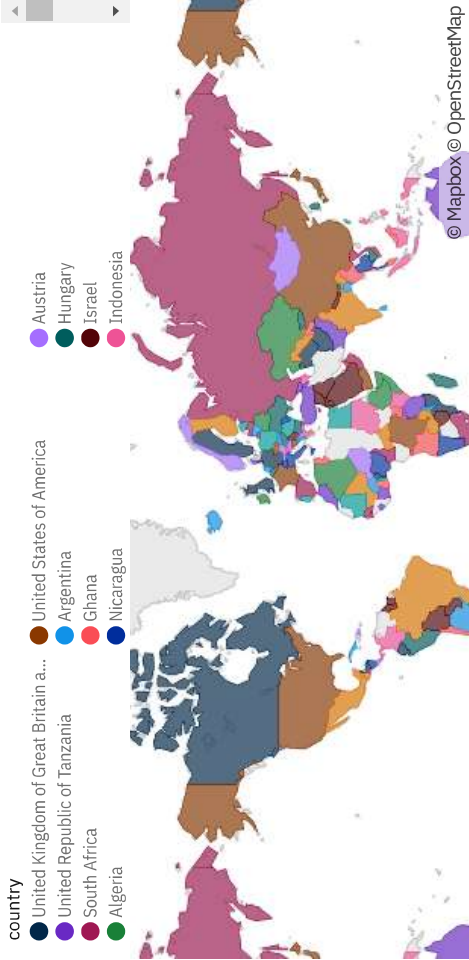 country
United Kingdom of Great Britain a...
United States of America
Austria
United Republic of Tanzania
Argentina
Hungary
South Africa
Ghana
Israel
Algeria
Nicaragua
Indonesia
© Mapbox © OpenStreetMap